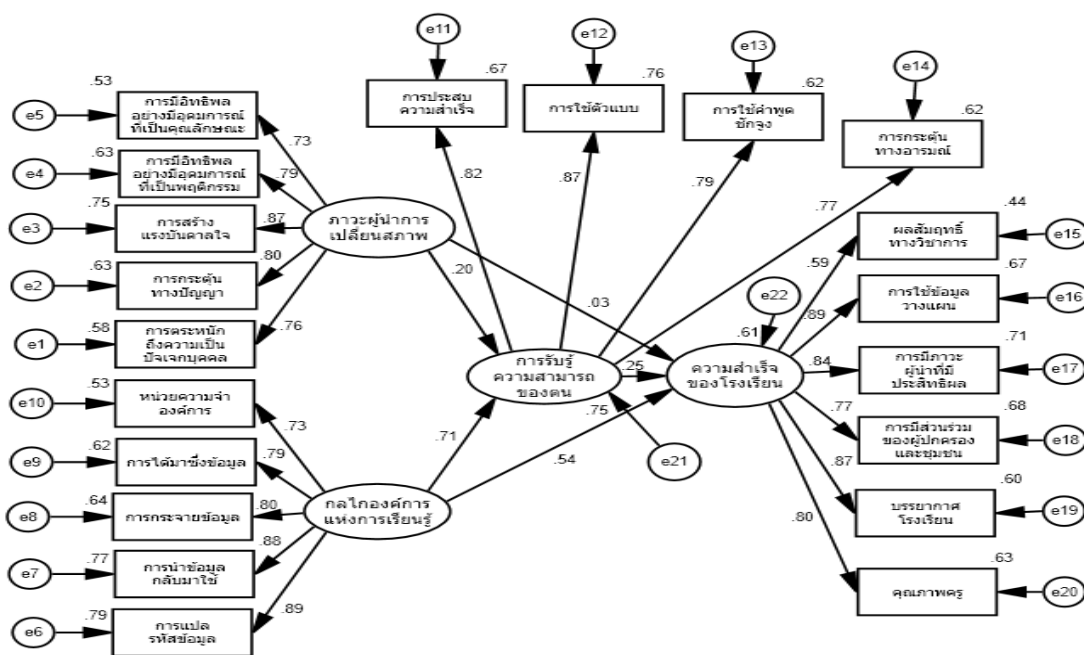 e11
.67
การประสบ
ความสำเร็จ
e12
.76
การใช้ตัวแบบ
e13
.62
การใช้คำพูด
ชักจูง
e14
.62
การกระตุ้น
ทางอารมณ์
e5
.53
การมีอิทธิพล
อย่างมีอุดมการณ์
ที่เป็นคุณลักษณะ
.73
e4
.63
การมีอิทธิพล
อย่างมีอุดมการณ์
ที่เป็นพฤติกรรม
.79
e3
.75
การสร้าง
แรงบันดาลใจ
.87
e2
.63
การกระตุ้น
ทางปัญญา
.80
e1
.58
การตระหนัก
ถึงความเป็น
ปัจเจกบุคคล
.76
ภาวะผู้นำการ
เปลี่ยนสภาพ
.82
.87
.79
.77
.20
.03
e10
.53
หน่วยความจำ
องค์การ
.73
e9
.62
การได้มาซึ่งข้อมูล
.79
e8
.64
การกระจายข้อมูล
.80
e7
.77
การนำข้อมูล
กลับมาใช้
.88
e6
.79
การแปล
รหัสข้อมูล
.89
กลไกองค์การ
แห่งการเรียนรู้
.71
.54
การรับรู้
ความสามารถ
ของตน
.75
e21
.25
e22
.61
ความสำเร็จ
ของโรงเรียน
.59
.44
ผลสัมฤทธิ์
ทางวิชาการ
e15
.89
.67
การใช้ข้อมูล
วางแผน
e16
.84
.71
การมีภาวะ
ผู้นำที่มี
ประสิทธิผล
e17
.77
.68
การมีส่วนร่วม
ของผู้ปกครอง
และชุมชน
e18
.87
.60
บรรยากาศ
โรงเรียน
e19
.80
.63
คุณภาพครู
e20